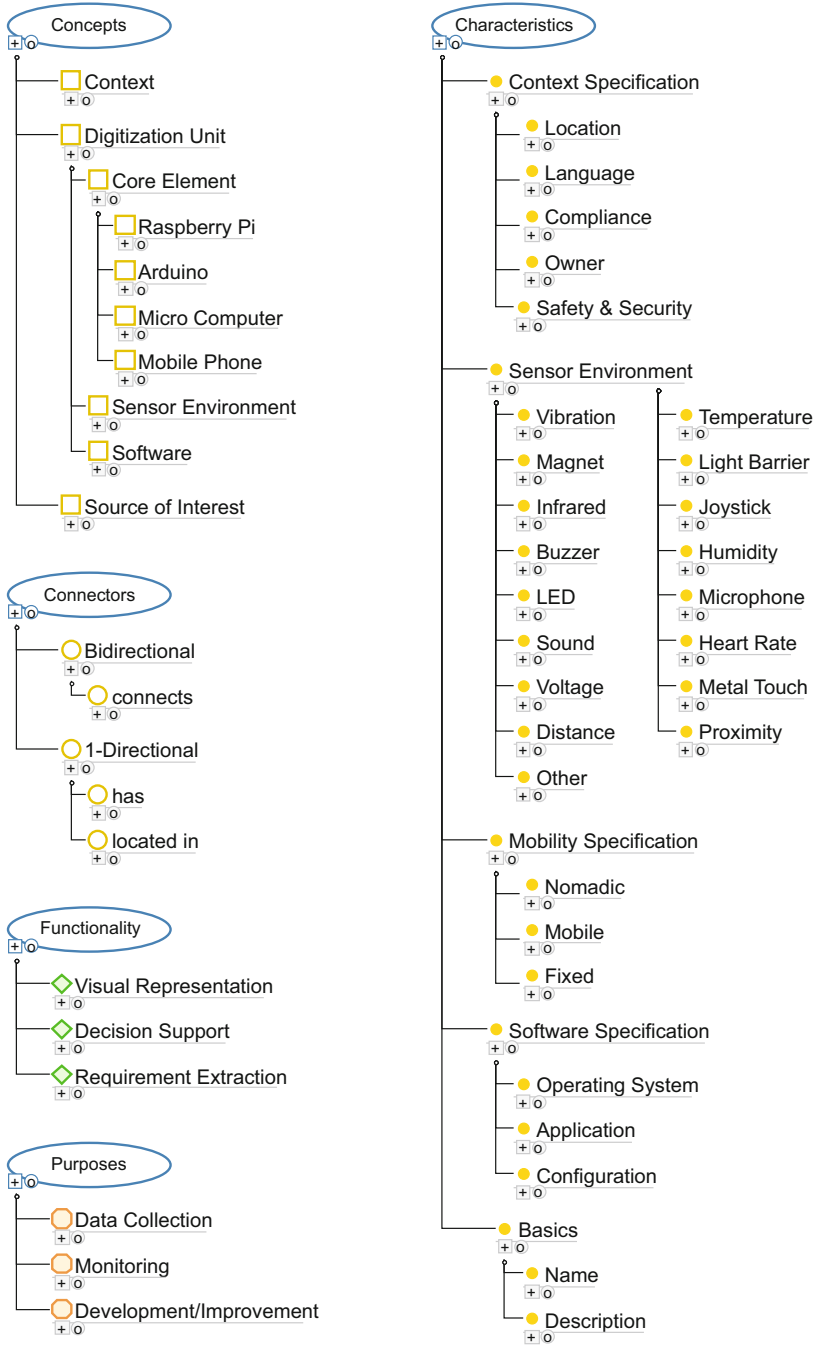 Concepts
Context
Digitization Unit
Core Element
Raspberry Pi
Arduino
Micro Computer
Mobile Phone
Sensor Environment
Software
Source of Interest
Connectors
Bidirectional
connects
1-Directional
has
located in
Functionality
Visual Representation
Decision Support
Requirement Extraction
Purposes
Data Collection
Monitoring
Development/Improvement
Characteristics
Context Specification
Location
Language
Compliance
Owner
Safety & Security
Sensor Environment
Vibration
Magnet
Infrared
Buzzer
LED
Sound
Voltage
Distance
Other
Temperature
Light Barrier
Joystick
Humidity
Microphone
Heart Rate
Metal Touch
Proximity
Mobility Specification
Nomadic
Mobile
Fixed
Software Specification
Operating System
Application
Configuration
Basics
Name
Description